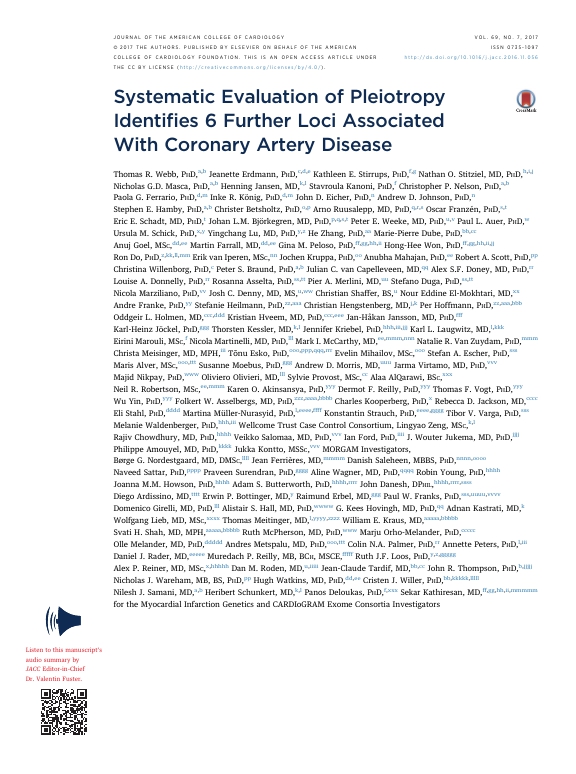 JOURNAL OF THE AMERICAN COLLEGE OF CARDIOLOGY
VOL. 69, NO. 7, 2017
© 2017 THE AUTHORS. PUBLISHED BY ELSEVIER ON BEHALF OF THE AMERICAN
ISSN 0735-1097
COLLEGE OF CARDIOLOGY FOUNDATION. THIS IS AN OPEN ACCESS ARTICLE UNDER
http://dx.doi.org/10.1016/j.jacc.2016.11.056
THE CC BY LICENSE (http://creativecommons.org/licenses/by/4.0/).
Systematic Evaluation of Pleiotropy
Identifies 6 Further Loci Associated
With Coronary Artery Disease
CrossMark
Thomas R. Webb, PhD, Jeanette Erdmann, PhD, Kathleen E. Stirrups, PhD, Nathan O. Stitziel, MD, PhD,
Nicholas G.D. Masca, PhD, Henning Jansen, MD, Stavroula Kanoni, PhD, Christopher P. Nelson, PhD,
Paola G. Ferrario, PhD, Inke R. König, PhD, John D. Eicher, PhD, Andrew D. Johnson, PhD,
Stephen E. Hamby, PhD, Christer Betsholtz, PhD, Arno Ruusalepp, MD, PhD, Oscar Franzén, PhD,
Eric E. Schadt, MD, PhD, Johan L.M. Björkegren, MD, PhD, Peter E. Weeke, MD, PhD, Paul L. Auer, PhD,
Ursula M. Schick, PhD, Yingchang Lu, MD, PhD, He Zhang, PhD, Marie-Pierre Dube, PhD,
Anuj Goel, MSc, Martin Farrall, MD, Gina M. Peloso, PhD, Hong-Hee Won, PhD,
Ron Do, PhD, Erik van Iperen, MSc, Jochen Kruppa, PhD, Anubha Mahajan, PhD, Robert A. Scott, PhD,
Christina Willenborg, PhD, Peter S. Braund, PhD, Julian C. van Capelleveen, MD, Alex S.F. Doney, MD, PhD,
Louise A. Donnelly, PhD, Rosanna Asselta, PhD, Pier A. Merlini, MD, Stefano Duga, PhD,
Nicola Marziliano, PhD, Josh C. Denny, MD, MS, Christian Shaffer, BS, Nour Eddine El-Mokhtari, MD,
Andre Franke, PhD, Stefanie Heilmann, PhD, Christian Hengstenberg, MD, Per Hoffmann, PhD,
Oddgeir L. Holmen, MD, Kristian Hveem, MD, PhD, Jan-Håkan Jansson, MD, PhD,
Karl-Heinz Jöckel, PhD, Thorsten Kessler, MD, Jennifer Kriebel, PhD, Karl L. Laugwitz, MD,
Eirini Marouli, MSc, Nicola Martinelli, MD, PhD, Mark I. McCarthy, MD, Natalie R. Van Zuydam, PhD,
Christa Meisinger, MD, MPH, Tõnu Esko, PhD, Evelin Mihailov, MSc, Stefan A. Escher, PhD,
Maris Alver, MSc, Susanne Moebus, PhD, Andrew D. Morris, MD, Jarma Virtamo, MD, PhD,
Majid Nikpay, PhD, Oliviero Olivieri, MD, Sylvie Provost, MSc, Alaa AlQarawi, BSc,
Neil R. Robertson, MSc, Karen O. Akinsansya, PhD, Dermot F. Reilly, PhD, Thomas F. Vogt, PhD,
Wu Yin, PhD, Folkert W. Asselbergs, MD, PhD, Charles Kooperberg, PhD, Rebecca D. Jackson, MD,
Eli Stahl, PhD, Martina Müller-Nurasyid, PhD, Konstantin Strauch, PhD, Tibor V. Varga, PhD,
Melanie Waldenberger, PhD, Wellcome Trust Case Control Consortium, Lingyao Zeng, MSc,
Rajiv Chowdhury, MD, PhD, Veikko Salomaa, MD, PhD, Ian Ford, PhD, J. Wouter Jukema, MD, PhD,
Philippe Amouyel, MD, PhD, Jukka Kontto, MSSc, MORGAM Investigators,
Børge G. Nordestgaard, MD, DMSc, Jean Ferrières, MD, Danish Saleheen, MBBS, PhD,
Naveed Sattar, PhD, Praveen Surendran, PhD, Aline Wagner, MD, PhD, Robin Young, PhD,
Joanna M.M. Howson, PhD, Adam S. Butterworth, PhD, John Danesh, DPhil,
Diego Ardissino, MD, Erwin P. Bottinger, MD, Raimund Erbel, MD, Paul W. Franks, PhD,
Domenico Girelli, MD, PhD, Alistair S. Hall, MD, PhD, G. Kees Hovingh, MD, PhD, Adnan Kastrati, MD,
Wolfgang Lieb, MD, MSc, Thomas Meitinger, MD, William E. Kraus, MD,
Svati H. Shah, MD, MPH, Ruth McPherson, MD, PhD, Marju Orho-Melander, PhD,
Olle Melander, MD, PhD, Andres Metspalu, MD, PhD, Colin N.A. Palmer, PhD, Annette Peters, PhD,
Daniel J. Rader, MD, Muredach P. Reilly, MB, BCh, MSCE, Ruth J.F. Loos, PhD,
Alex P. Reiner, MD, MSc, Dan M. Roden, MD, Jean-Claude Tardif, MD, John R. Thompson, PhD,
Nicholas J. Wareham, MB, BS, PhD, Hugh Watkins, MD, PhD, Cristen J. Willer, PhD,
Nilesh J. Samani, MD, Heribert Schunkert, MD, Panos Deloukas, PhD, Sekar Kathiresan, MD,
for the Myocardial Infarction Genetics and CARDIoGRAM Exome Consortia Investigators
Listen to this manuscript's
audio summary by
JACC Editor-in-Chief
Dr. Valentin Fuster.